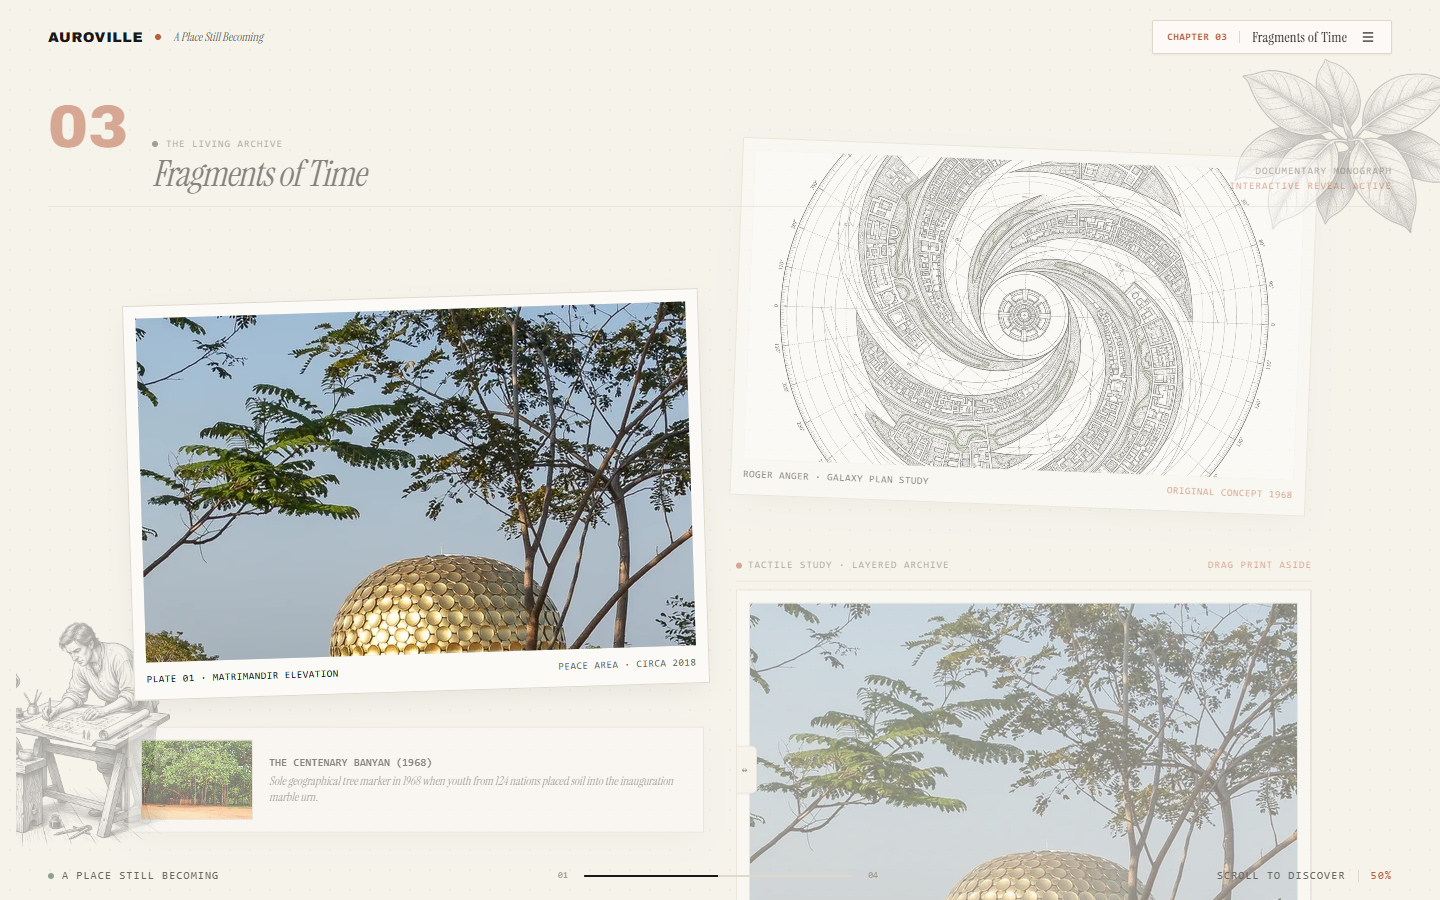 AUROVILLE
A Place Still Becoming
CHAPTER 03
Fragments of Time
03
THE LIVING ARCHIVE
Fragments of Time
DOCUMENTARY MONOGRAPH
INTERACTIVE REVEAL ACTIVE
ROGER ANGER · GALAXY PLAN STUDY
ORIGINAL CONCEPT 1968
PLATE 01 · MATRIMANDIR ELEVATION
PEACE AREA · CIRCA 2018
TACTILE STUDY · LAYERED ARCHIVE
DRAG PRINT ASIDE
THE CENTENARY BANYAN (1968)
Sole geographical tree marker in 1968 when youth from 124 nations placed soil into the inauguration
marble urn.
A PLACE STILL BECOMING
01
04
SCROLL TO DISCOVER
50%